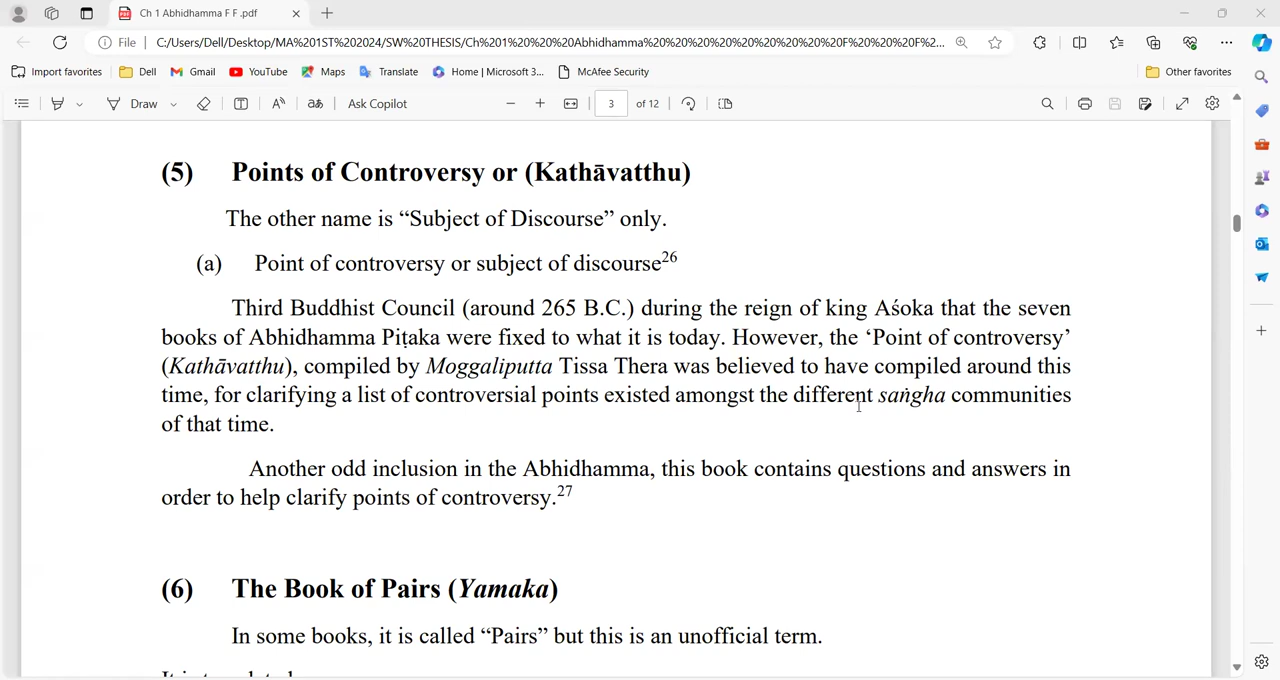 Ch 1 Abhidhamma F F .pdf
File
C:/Users/Dell/Desktop/MA%201ST%202024/SW%20THESIS/Ch%201%20%20%20Abhidhamma%20%20%20%20%20%20%20%20%20F%20%20%20F%2...
Import favorites Dell Gmail YouTube Maps Translate Home | Microsoft 3... McAfee Security Other favorites
Draw Ask Copilot 3 of 12
(5) Points of Controversy or (Kathāvatthu)
The other name is “Subject of Discourse” only.
(a) Point of controversy or subject of discourse26
Third Buddhist Council (around 265 B.C.) during the reign of king Aśoka that the seven
books of Abhidhamma Piṭaka were fixed to what it is today. However, the ‘Point of controversy’
(Kathāvatthu), compiled by Moggaliputta Tissa Thera was believed to have compiled around this
time, for clarifying a list of controversial points existed amongst the different saṅgha communities
of that time.
Another odd inclusion in the Abhidhamma, this book contains questions and answers in
order to help clarify points of controversy.27
(6) The Book of Pairs (Yamaka)
In some books, it is called “Pairs” but this is an unofficial term.